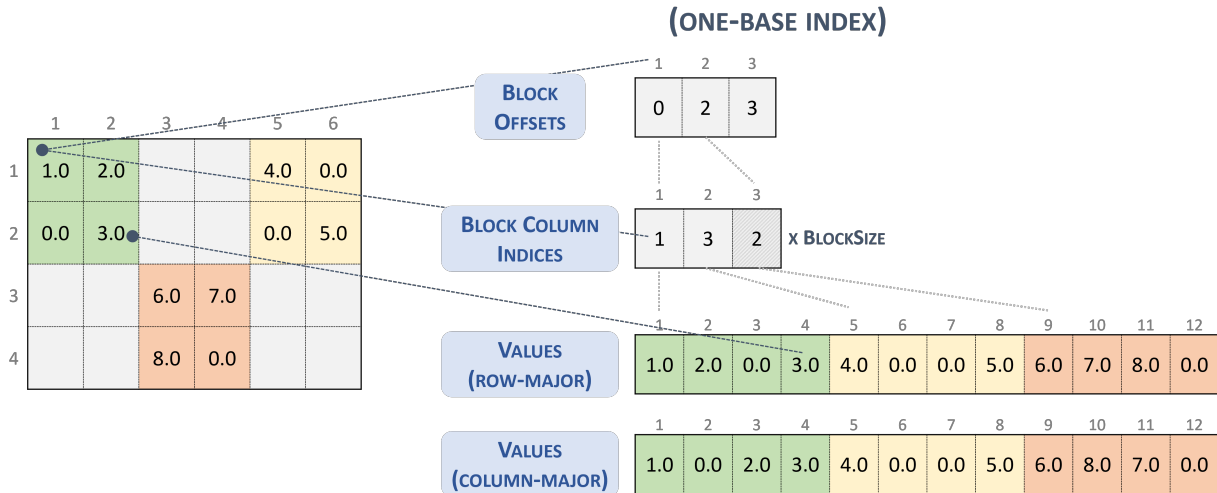 (ONE-BASE INDEX)
1 2 3
BLOCK
OFFSETS
0 2 3
1 2 3 4 5 6
1 1.0 2.0 4.0 0.0
2 0.0 3.0 0.0 5.0
3 6.0 7.0
4 8.0 0.0
1 2 3
BLOCK COLUMN
INDICES
1 3 2 x BLOCKSIZE
1 2 3 4 5 6 7 8 9 10 11 12
VALUES
(ROW-MAJOR)
1.0 2.0 0.0 3.0 4.0 0.0 0.0 5.0 6.0 7.0 8.0 0.0
1 2 3 4 5 6 7 8 9 10 11 12
VALUES
(COLUMN-MAJOR)
1.0 0.0 2.0 3.0 4.0 0.0 0.0 5.0 6.0 8.0 7.0 0.0